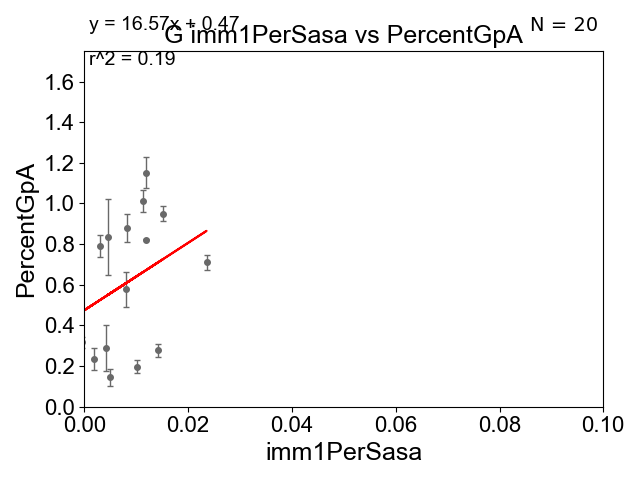 y = 16.57x + 0.47
N = 20
G imm1PerSasa vs PercentGpA
r^2 = 0.19
PercentGpA
1.6
1.4
1.2
1.0
0.8
0.6
0.4
0.2
0.0
0.00 0.02 0.04 0.06 0.08 0.10
imm1PerSasa